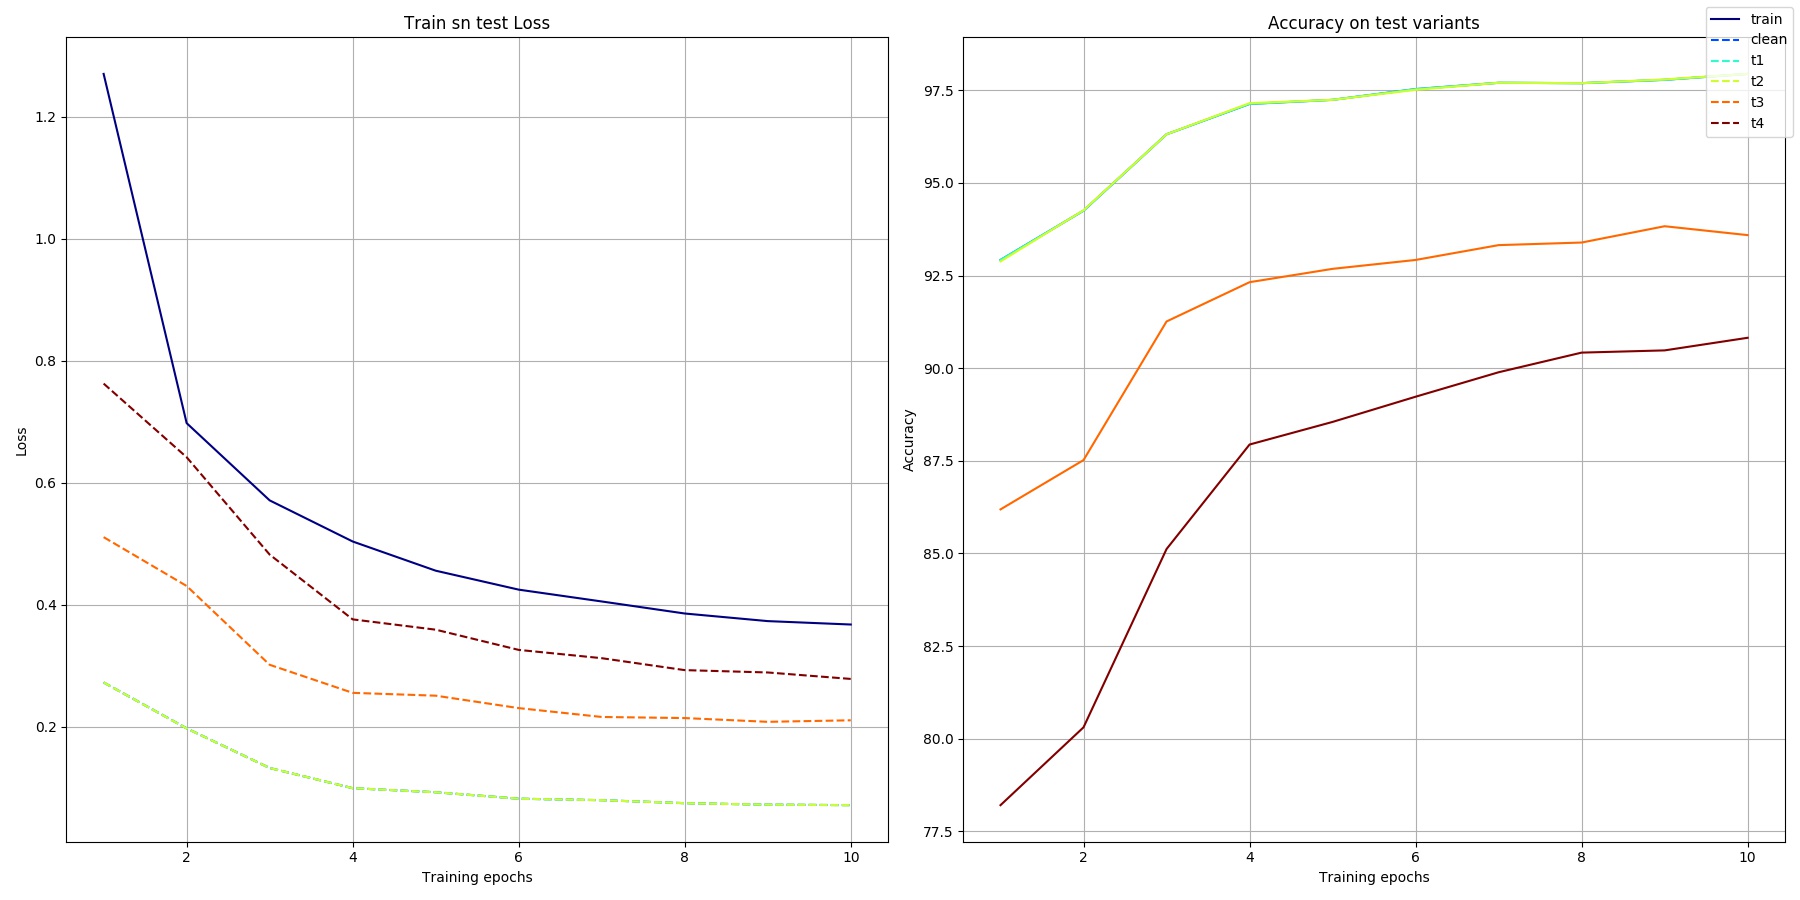 Train sn test Loss
1.2
1.0
0.8
0.6
0.4
0.2
Loss
2
4
6
8
10
Training epochs
Accuracy on test variants
97.5
95.0
92.5
90.0
87.5
85.0
82.5
80.0
77.5
Accuracy
2
4
6
8
10
Training epochs
train
clean
t1
t2
t3
t4